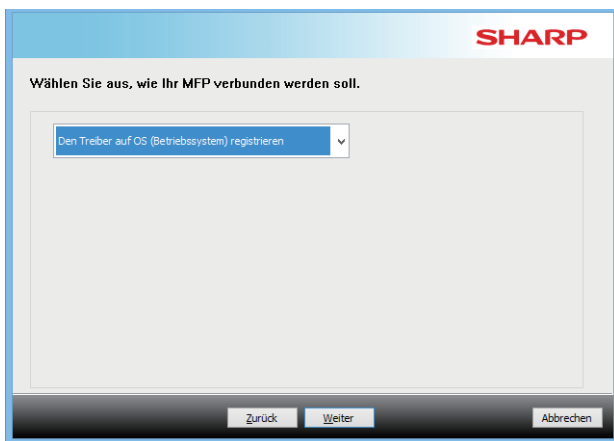 SHARP
Wählen Sie aus, wie Ihr MFP verbunden werden soll.
Den Treiber auf OS (Betriebssystem) registrieren
Zurück Weiter Abbrechen